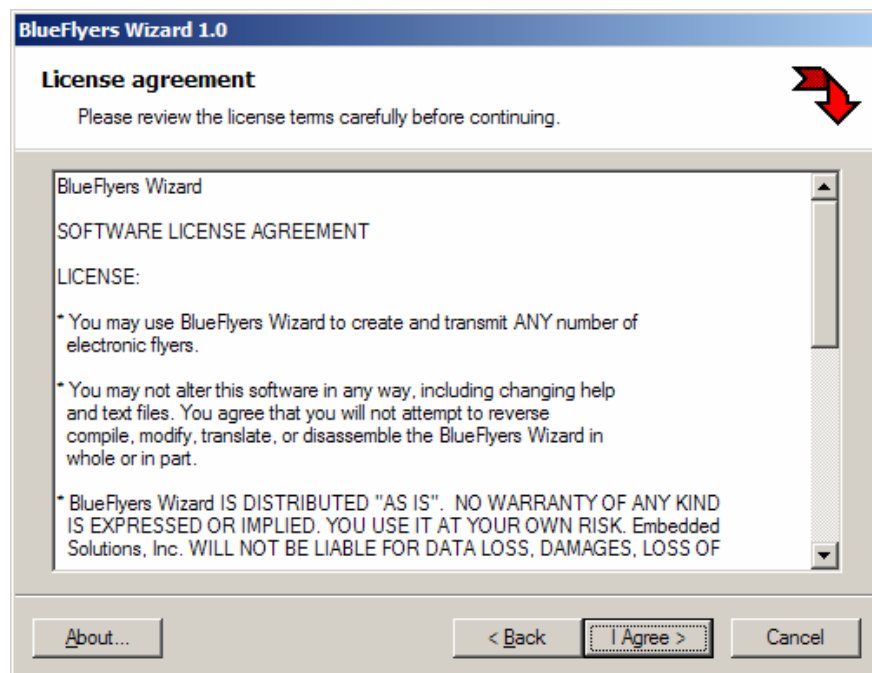 BlueFlyers Wizard 1.0
License agreement
Please review the license terms carefully before continuing.
BlueFlyers Wizard
SOFTWARE LICENSE AGREEMENT
LICENSE:
* You may use BlueFlyers Wizard to create and transmit ANY number of
electronic flyers.
* You may not alter this software in any way, including changing help
and text files. You agree that you will not attempt to reverse
compile, modify, translate, or disassemble the BlueFlyers Wizard in
whole or in part.
* BlueFlyers Wizard IS DISTRIBUTED "AS IS". NO WARRANTY OF ANY KIND
IS EXPRESSED OR IMPLIED. YOU USE IT AT YOUR OWN RISK. Embedded
Solutions, Inc. WILL NOT BE LIABLE FOR DATA LOSS, DAMAGES, LOSS OF
About... < Back I Agree > Cancel